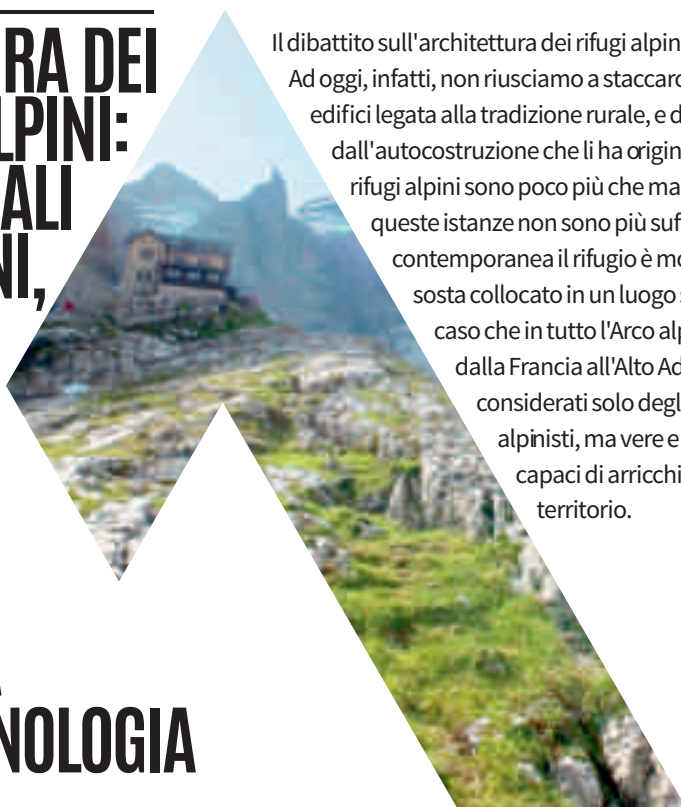 RA DEI
LPINI:
ALI
NI,
NOLOGIA
Il dibattito sull'architettura dei rifugi alpin
Ad oggi, infatti, non riusciamo a staccarc
edifici legata alla tradizione rurale, e d
dall'autocostruzione che li ha origin
rifugi alpini sono poco più che ma
queste istanze non sono più suf
contemporanea il rifugio è mo
sosta collocato in un luogo
caso che in tutto l'Arco alp
dalla Francia all'Alto Ad
considerati solo degl
alpinisti, ma vere e
capaci di arricchi
territorio.